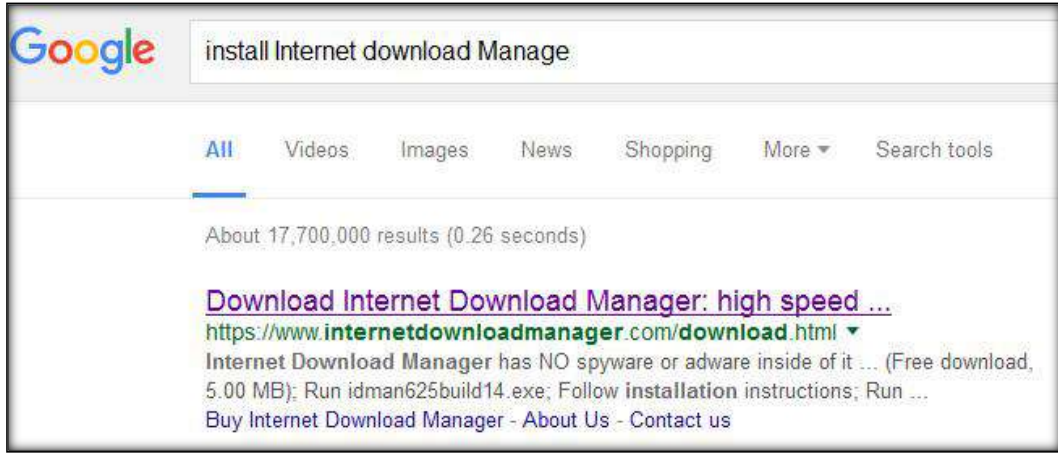 Google
install Internet download Manage
All Videos Images News Shopping More ▾ Search tools
About 17,700,000 results (0.26 seconds)
Download Internet Download Manager: high speed ...
https://www.internetdownloadmanager.com/download.html ▾
Internet Download Manager has NO spyware or adware inside of it ... (Free download,
5.00 MB); Run idman625build14.exe; Follow installation instructions; Run ...
Buy Internet Download Manager - About Us - Contact us